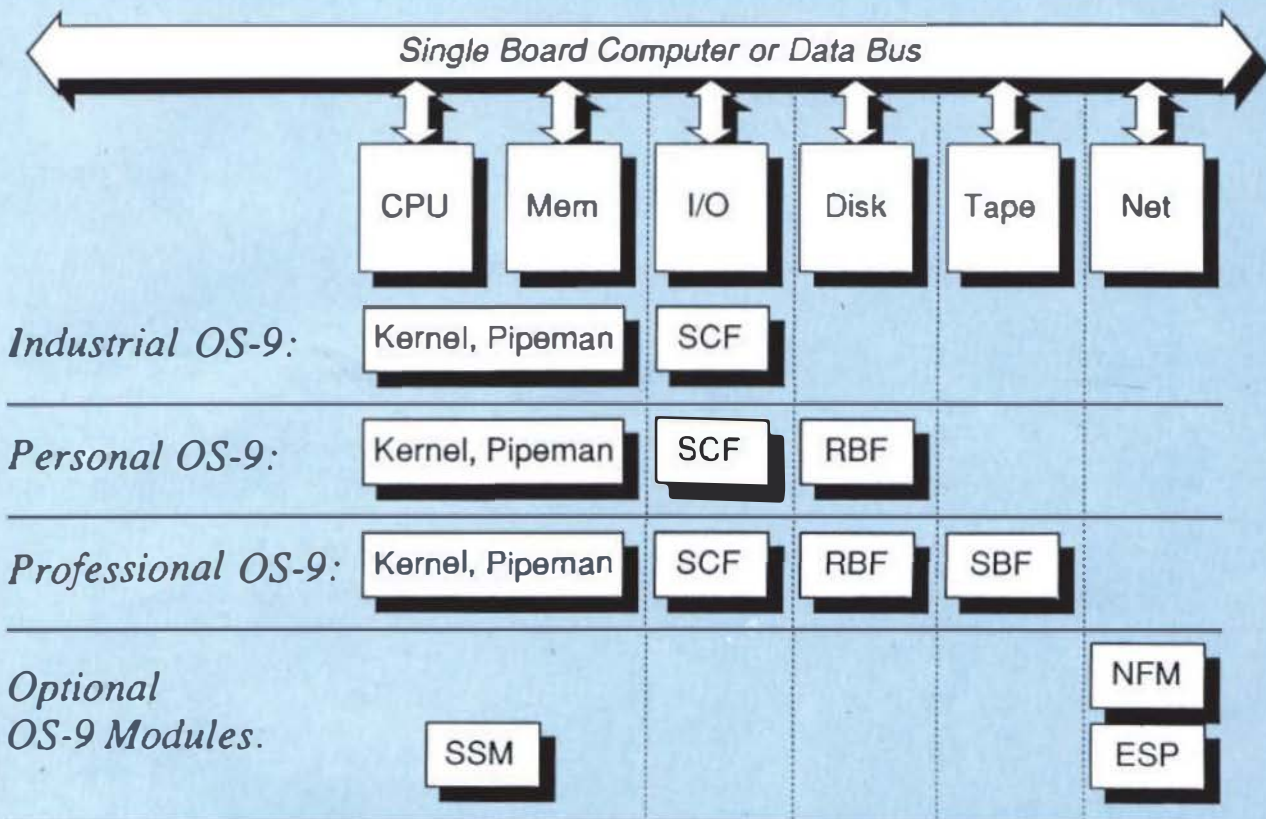 Single Board Computer or Data Bus
CPU Mem I/O Disk Tape Net
Industrial OS-9: Kernel, Pipeman SCF
Personal OS-9: Kernel, Pipeman SCF RBF
Professional OS-9: Kernel, Pipeman SCF RBF SBF
Optional
OS-9 Modules.
SSM
NFM
ESP